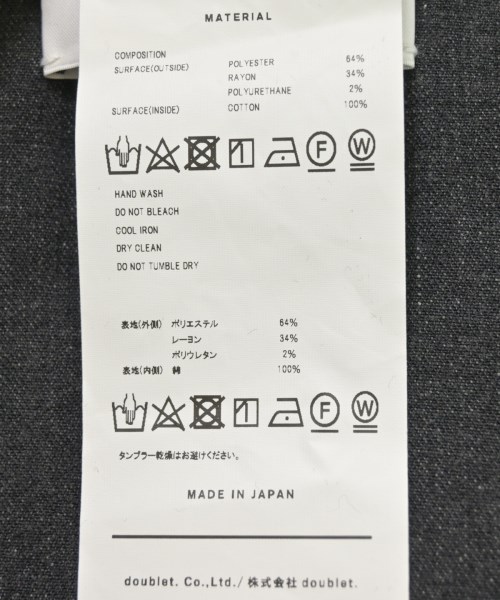 MATERIAL
COMPOSITION
SURFACE(OUTSIDE) POLYESTER 64%
RAYON 34%
POLYURETHANE 2%
SURFACE(INSIDE) COTTON 100%
F W
HAND WASH
DO NOT BLEACH
COOL IRON
DRY CLEAN
DO NOT TUMBLE DRY
表地(外側) ポリエステル 64%
レーヨン 34%
ポリウレタン 2%
表地(内側) 綿 100%
F W
タンブラー乾燥はお避けください。
MADE IN JAPAN
doublet. Co.,Ltd./ 株式会社 doublet.